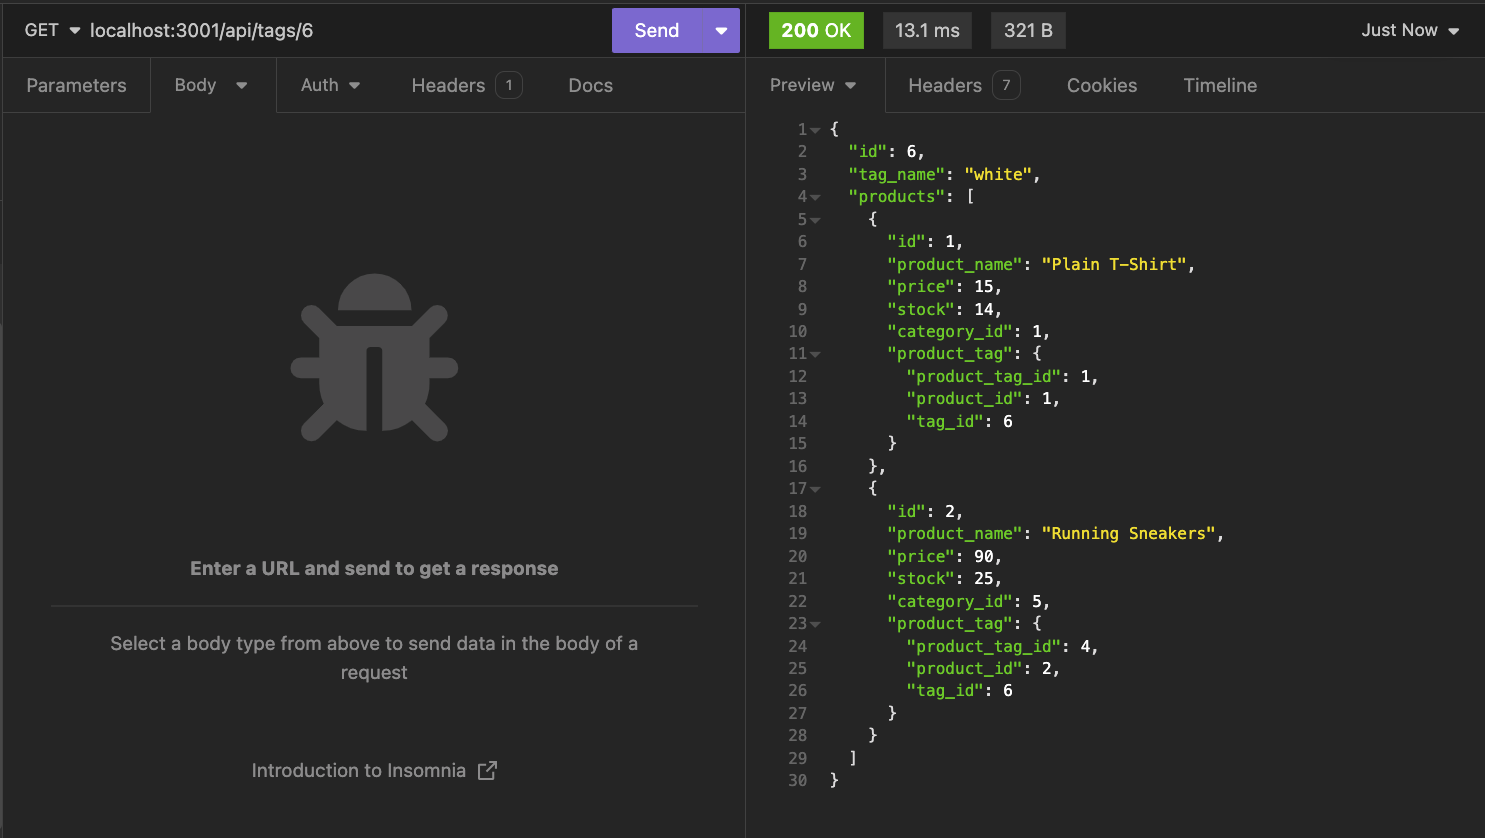 GET localhost:3001/api/tags/6 Send
200 OK 13.1 ms 321 B Just Now
Parameters Body Auth Headers 1 Docs
Preview Headers 7 Cookies Timeline
Enter a URL and send to get a response
Select a body type from above to send data in the body of a
request
Introduction to Insomnia
1 {
2 "id": 6,
3 "tag_name": "white",
4 "products": [
5 {
6 "id": 1,
7 "product_name": "Plain T-Shirt",
8 "price": 15,
9 "stock": 14,
10 "category_id": 1,
11 "product_tag": {
12 "product_tag_id": 1,
13 "product_id": 1,
14 "tag_id": 6
15 }
16 },
17 {
18 "id": 2,
19 "product_name": "Running Sneakers",
20 "price": 90,
21 "stock": 25,
22 "category_id": 5,
23 "product_tag": {
24 "product_tag_id": 4,
25 "product_id": 2,
26 "tag_id": 6
27 }
28 }
29 ]
30 }